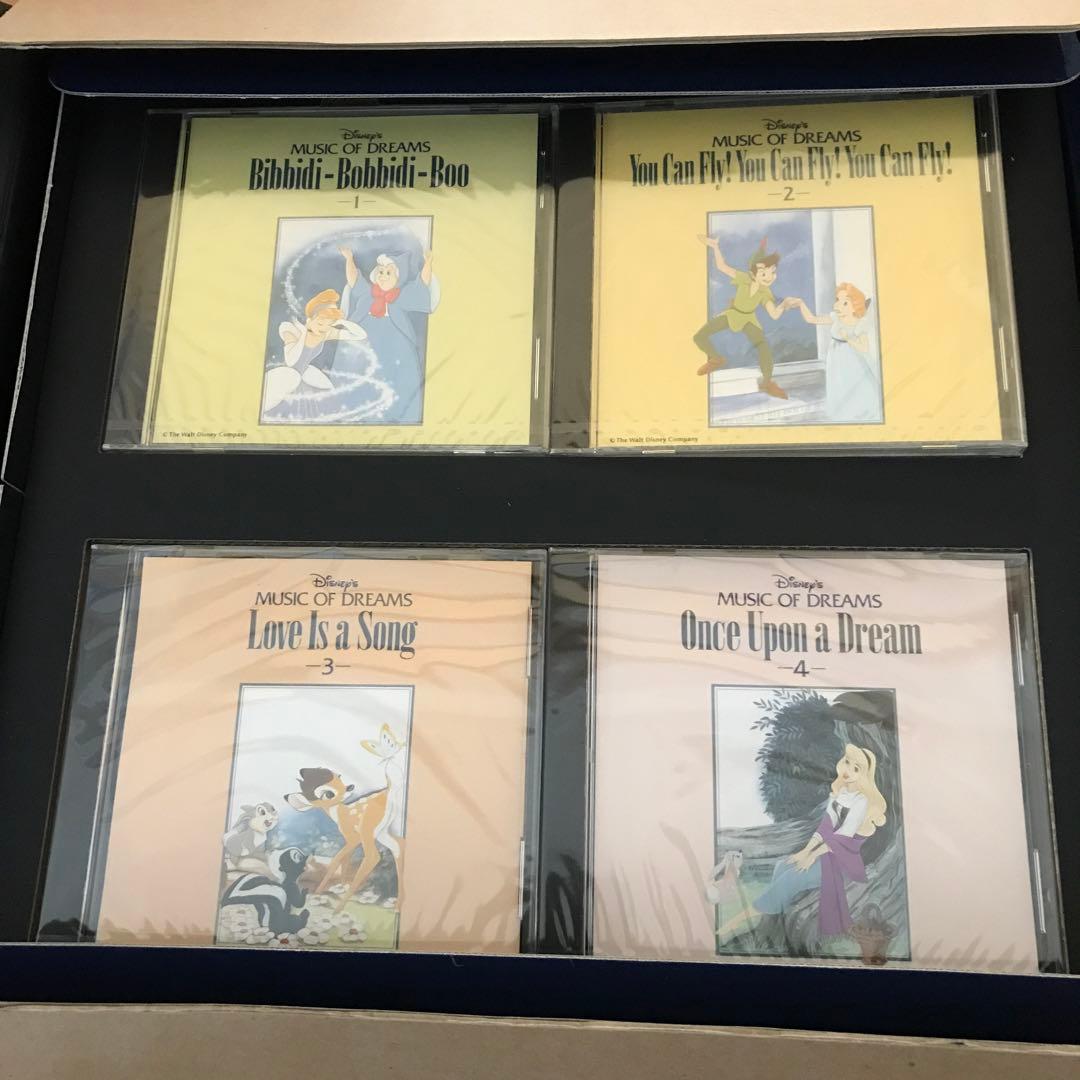 Disney's
MUSIC OF DREAMS
Bibbidi-Bobbidi-Boo
-1-
© The Walt Disney Company
Disney's
MUSIC OF DREAMS
You Can Fly! You Can Fly! You Can Fly!
-2-
© The Walt Disney Company
Disney's
MUSIC OF DREAMS
Love Is a Song
-3-
Disney's
MUSIC OF DREAMS
Once Upon a Dream
-4-